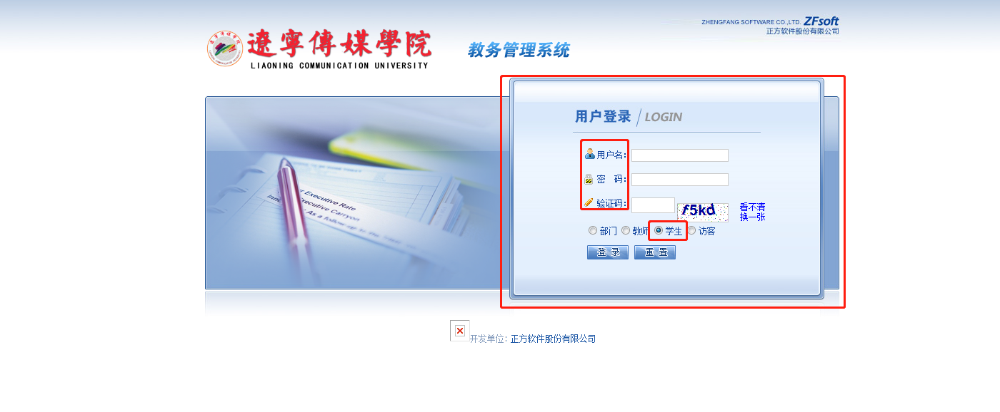 ZHENGFANG SOFTWARE CO.,LTD. ZFsoft
正方软件股份有限公司
遼寧傳媒學院
LIAONING COMMUNICATION UNIVERSITY
教务管理系统
用户登录 / LOGIN
用户名:
密 码:
验证码: f5kd 看不清
换一张
部门 教师 学生 访客
登 录 重 置
Executive Rate
Executive Carryon
As a follow up to the
开发单位: 正方软件股份有限公司